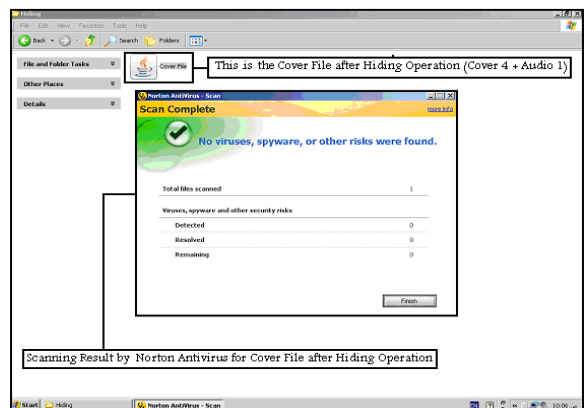 Hiding
File Edit View Favorites Tools Help
Back Search Folders
File and Folder Tasks
Other Places
Details
Cover File
This is the Cover File after Hiding Operation (Cover 4 + Audio 1)
Norton AntiVirus - Scan
Scan Complete
more info
No viruses, spyware, or other risks were found.
Total files scanned 1
Viruses, spyware and other security risks
Detected 0
Resolved 0
Remaining 0
Finish
Scanning Result by Norton Antivirus for Cover File after Hiding Operation
Start Hiding Norton AntiVirus - Scan 10:06